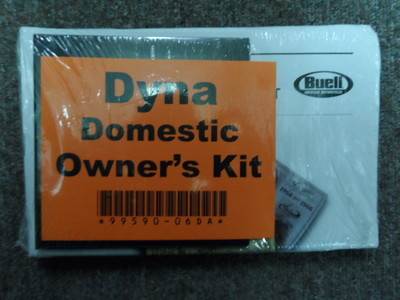 Dyna
Domestic
Owner's Kit
*99590-06DA*
Buell
T